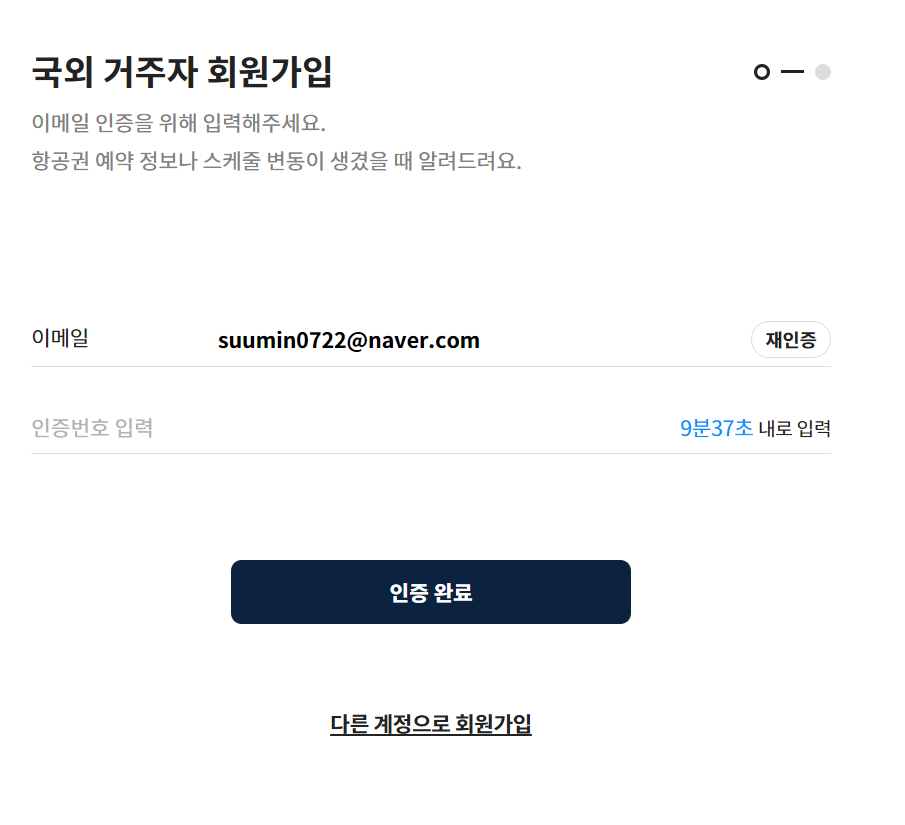 국외 거주자 회원가입
이메일 인증을 위해 입력해주세요.
항공권 예약 정보나 스케줄 변동이 생겼을 때 알려드려요.
이메일 suumin0722@naver.com 재인증
인증번호 입력 9분37초 내로 입력
인증 완료
다른 계정으로 회원가입